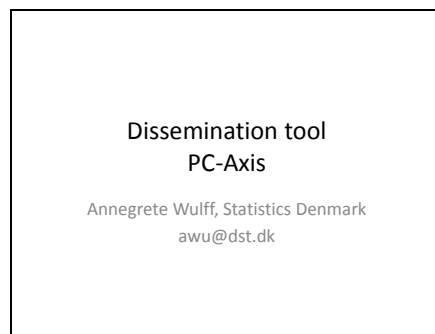 Dissemination tool
PC-Axis
Annegrete Wulff, Statistics Denmark
awu@dst.dk